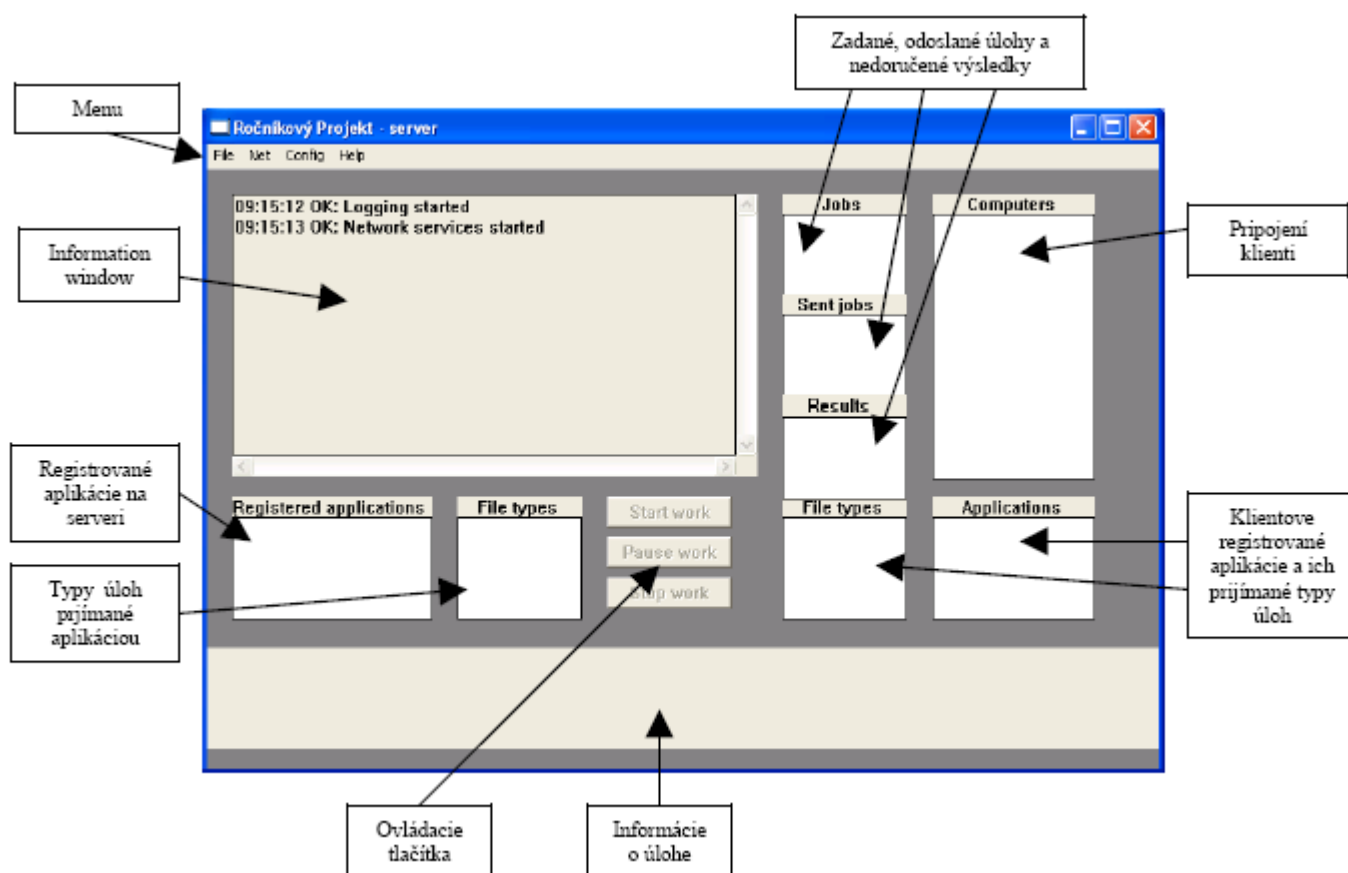 Zadané, odoslané úlohy a
nedoručené výsledky
Menu
Ročníkový Projekt - server
File Net Config Help
09:15:12 OK: Logging started
09:15:13 OK: Network services started
Jobs
Computers
Pripojení
klienti
Information
window
Sent jobs
Results
Registrované
aplikácie na
serveri
Registered applications
File types
Start work
File types
Applications
Klientove
registrované
aplikácie a ich
prijímané typy
úloh
Pause work
Stop work
Typy úloh
prjímané
aplikáciou
Ovládacie
tlačítka
Informácie
o úlohe